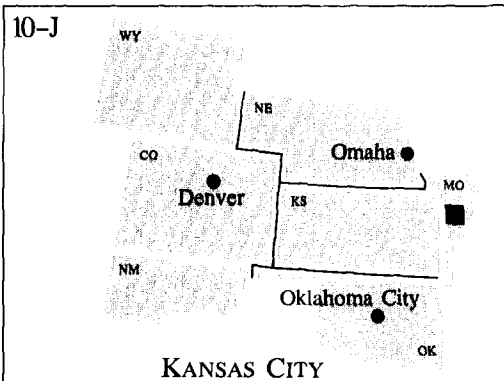 10-J
WY
NE
Omaha
CO
MO
Denver
KS
NM
Oklahoma City
OK
KANSAS CITY